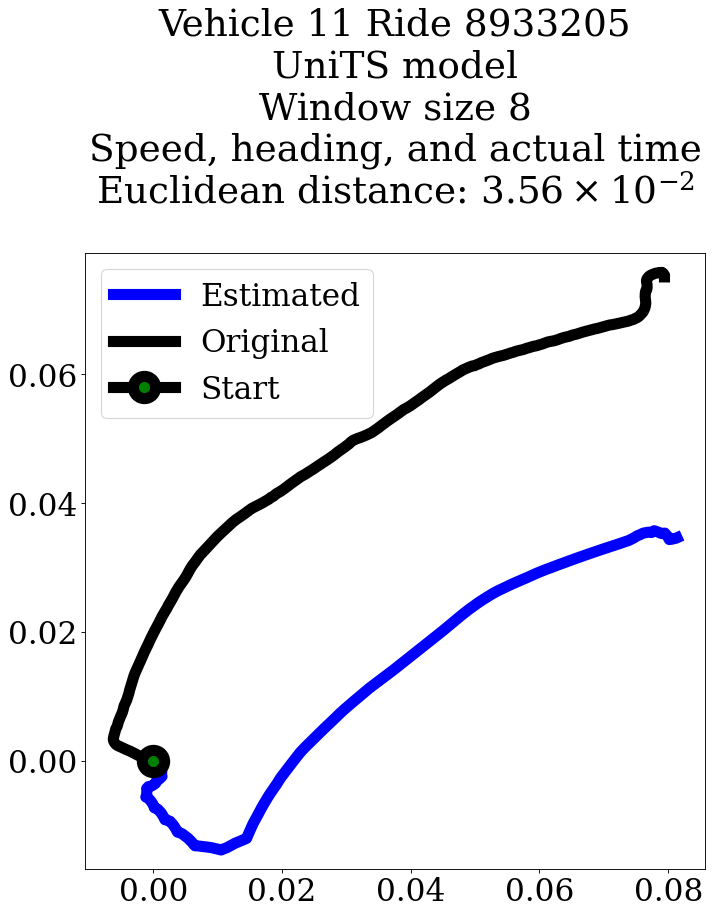 Vehicle 11 Ride 8933205
UniTS model
Window size 8
Speed, heading, and actual time
Euclidean distance: 3.56 × 10⁻²
Estimated
Original
Start
0.06
0.04
0.02
0.00
0.00 0.02 0.04 0.06 0.08